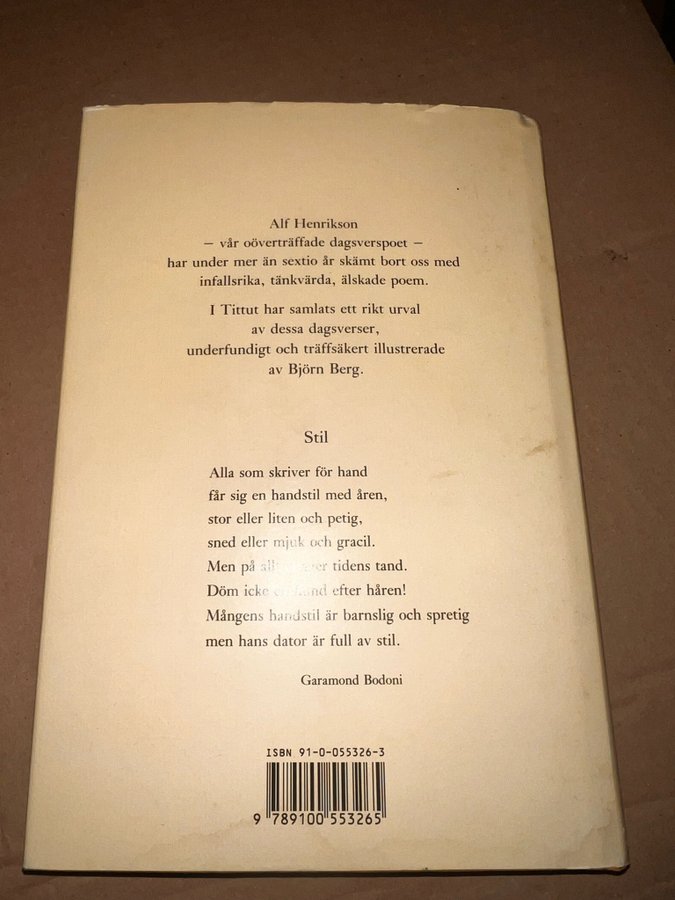 Alf Henrikson
– vår oöverträffade dagsverspoet –
har under mer än sextio år skämt bort oss med
infallsrika, tänkvärda, älskade poem.
I Tittut har samlats ett rikt urval
av dessa dagsverser,
underfundigt och träffsäkert illustrerade
av Björn Berg.
Stil
Alla som skriver för hand
får sig en handstil med åren,
stor eller liten och petig,
sned eller mjuk och gracil.
Men på tidens tand.
Döm icke efter håren!
Mångens handstil är barnslig och spretig
men hans dator är full av stil.
Garamond Bodoni
ISBN 91-0-055326-3
9 789100 553265